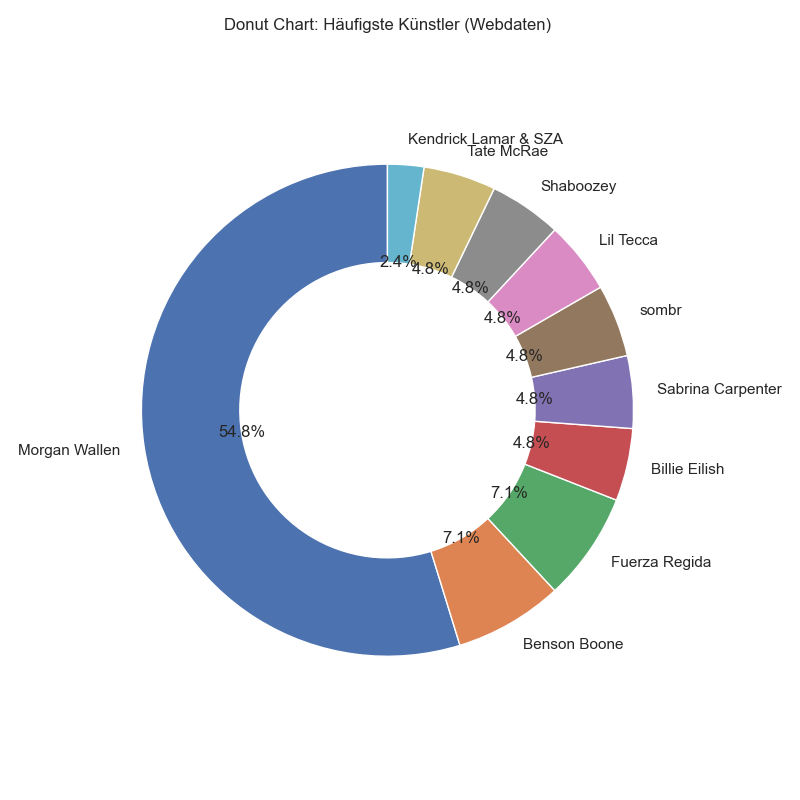 Donut Chart: Häufigste Künstler (Webdaten)
Kendrick Lamar & SZA
Tate McRae
Shaboozey
Lil Tecca
sombr
Sabrina Carpenter
Billie Eilish
Fuerza Regida
Benson Boone
Morgan Wallen
2.4%
4.8%
4.8%
4.8%
4.8%
4.8%
4.8%
7.1%
7.1%
54.8%